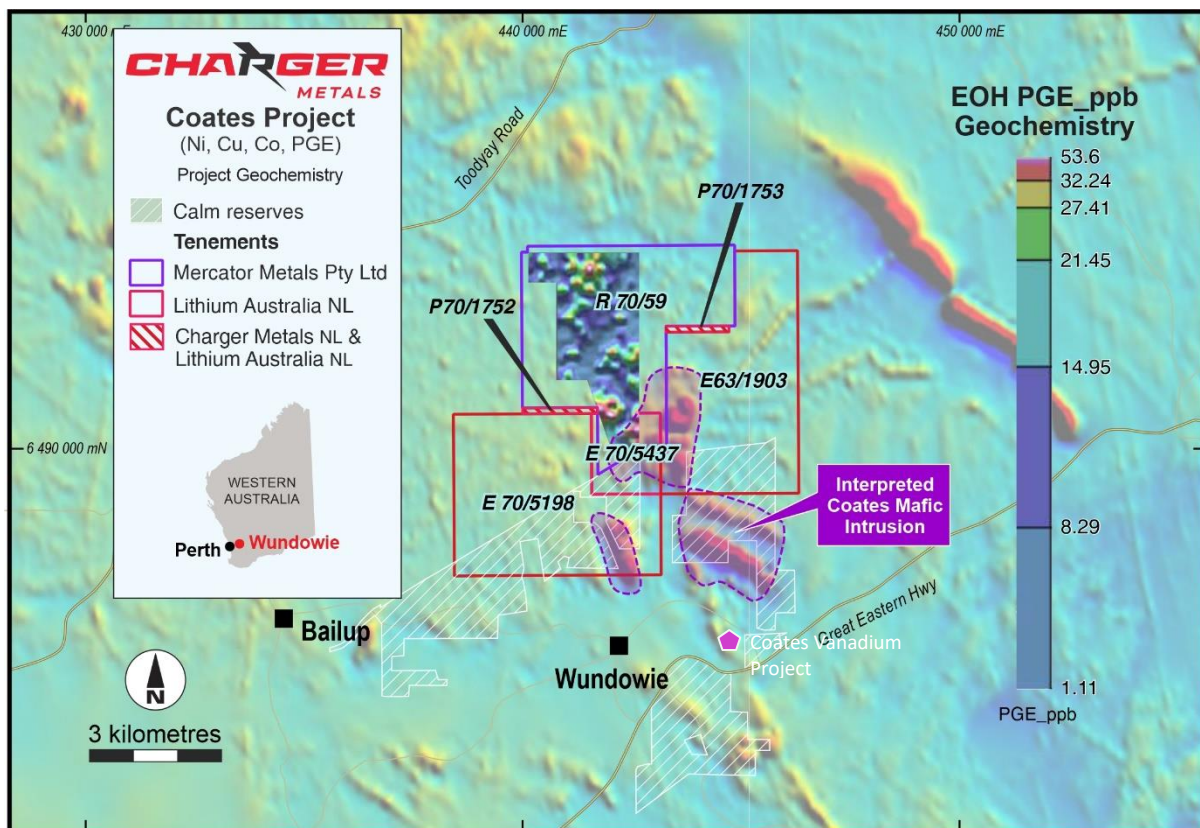 430 000 mE
440 000 mE
450 000 mE
CHARGER
METALS
Coates Project
(Ni, Cu, Co, PGE)
Project Geochemistry
Calm reserves
Tenements
Mercator Metals Pty Ltd
Lithium Australia NL
Charger Metals NL &
Lithium Australia NL
WESTERN
AUSTRALIA
Perth
Wundowie
Toodyay Road
P70/1753
R 70/59
P70/1752
E63/1903
6 490 000 mN
E 70/5437
E 70/5198
Interpreted
Coates Mafic
Intrusion
Great Eastern Hwy
Bailup
Wundowie
Coates Vanadium
Project
N
3 kilometres
EOH PGE_ppb
Geochemistry
53.6
32.24
27.41
21.45
14.95
8.29
1.11
PGE_ppb